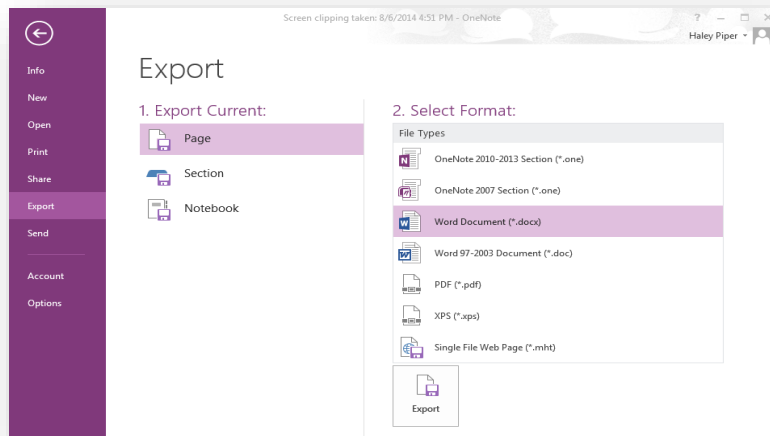 Screen clipping taken: 8/6/2014 4:51 PM - OneNote
?
Haley Piper
Info
New
Open
Print
Share
Export
Send
Account
Options
Export
1. Export Current:
Page
Section
Notebook
2. Select Format:
File Types
OneNote 2010-2013 Section (*.one)
OneNote 2007 Section (*.one)
Word Document (*.docx)
Word 97-2003 Document (*.doc)
PDF (*.pdf)
XPS (*.xps)
Single File Web Page (*.mht)
Export